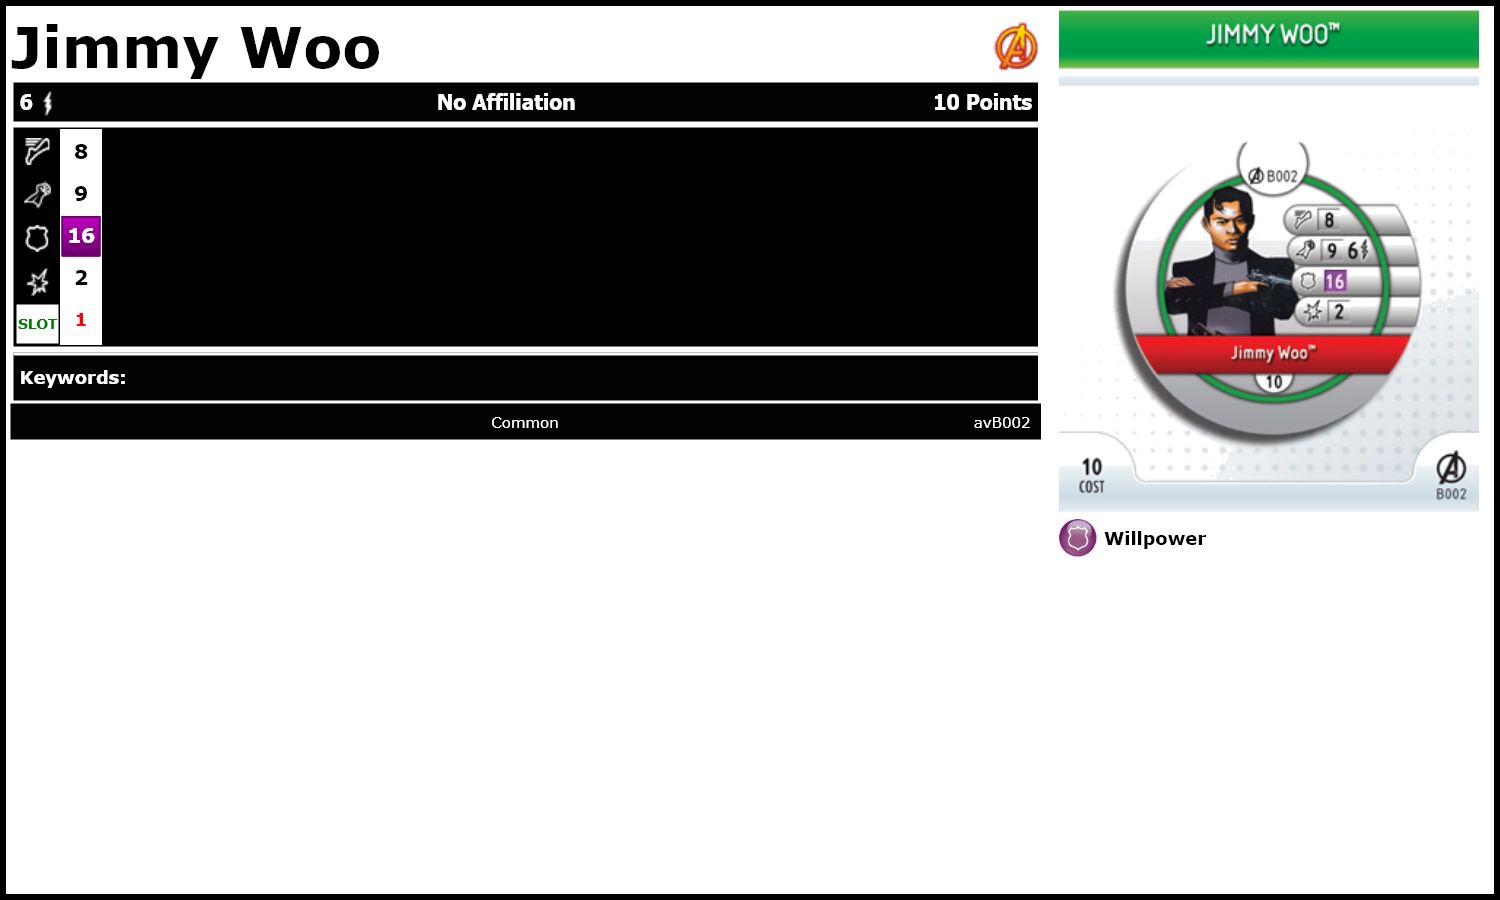 Jimmy Woo
6 No Affiliation 10 Points
8
9
16
2
SLOT 1
Keywords:
Common avB002
JIMMY WOO™
B002
8
9 6
16
2
Jimmy Woo™
10
10
COST
B002
Willpower